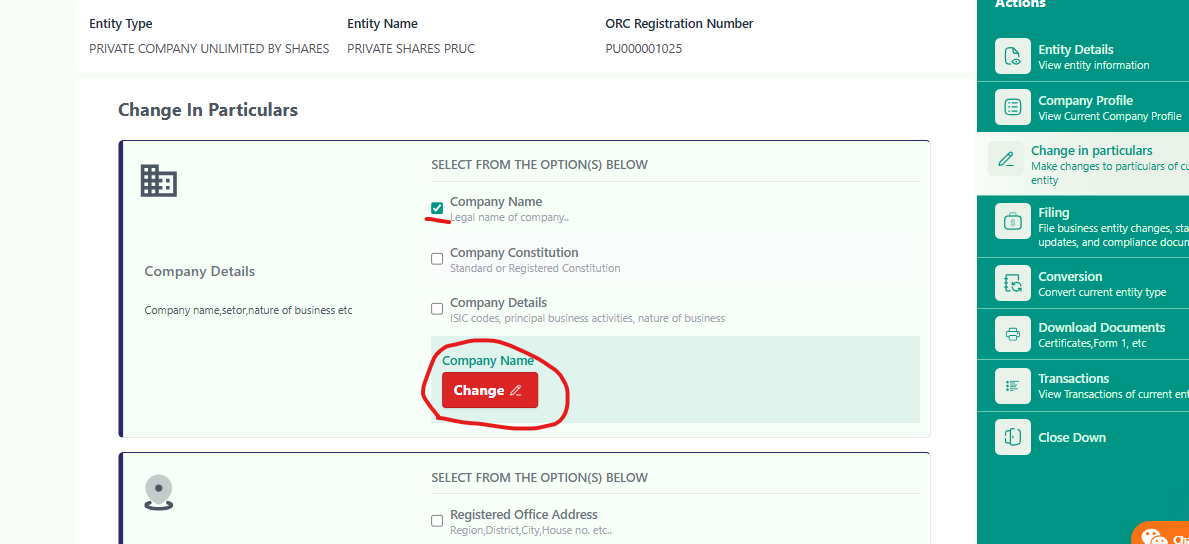 Entity Type
PRIVATE COMPANY UNLIMITED BY SHARES
Entity Name
PRIVATE SHARES PRUC
ORC Registration Number
PU000001025
Change In Particulars
Company Details
Company name,setor,nature of business etc
SELECT FROM THE OPTION(S) BELOW
Company Name
Legal name of company..
Company Constitution
Standard or Registered Constitution
Company Details
ISIC codes, principal business activities, nature of business
Company Name
Change
SELECT FROM THE OPTION(S) BELOW
Registered Office Address
Region,District,City,House no. etc..
Actions
Entity Details
View entity information
Company Profile
View Current Company Profile
Change in particulars
Make changes to particulars of cu
entity
Filing
File business entity changes, sta
updates, and compliance docum
Conversion
Convert current entity type
Download Documents
Certificates,Form 1, etc
Transactions
View Transactions of current ent
Close Down